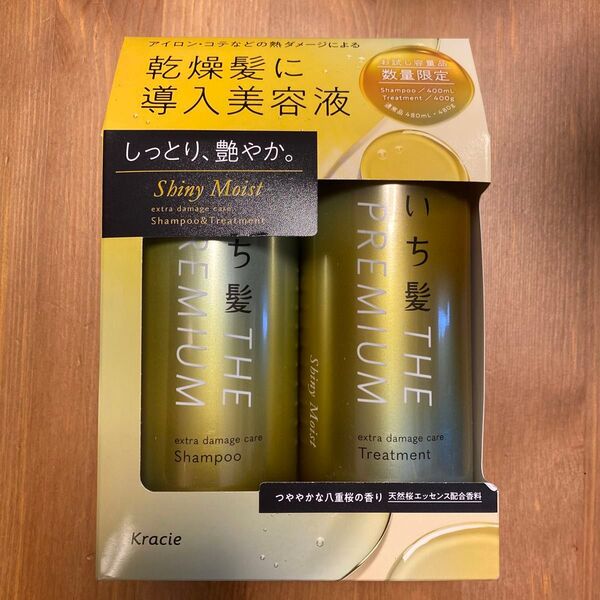 アイロン・コテなどの熱ダメージによる
乾燥髪に
導入美容液
お試し容量品
数量限定
Shampoo／400mL
Treatment／400g
通常品 480mL・480g
しっとり、艶やか。
Shiny Moist
extra damage care
Shampoo&Treatment
いち髪 THE PREMIUM
extra damage care
Shampoo
いち髪 THE PREMIUM
Shiny Moist
extra damage care
Treatment
つややかな八重桜の香り 天然桜エッセンス配合香料
Kracie